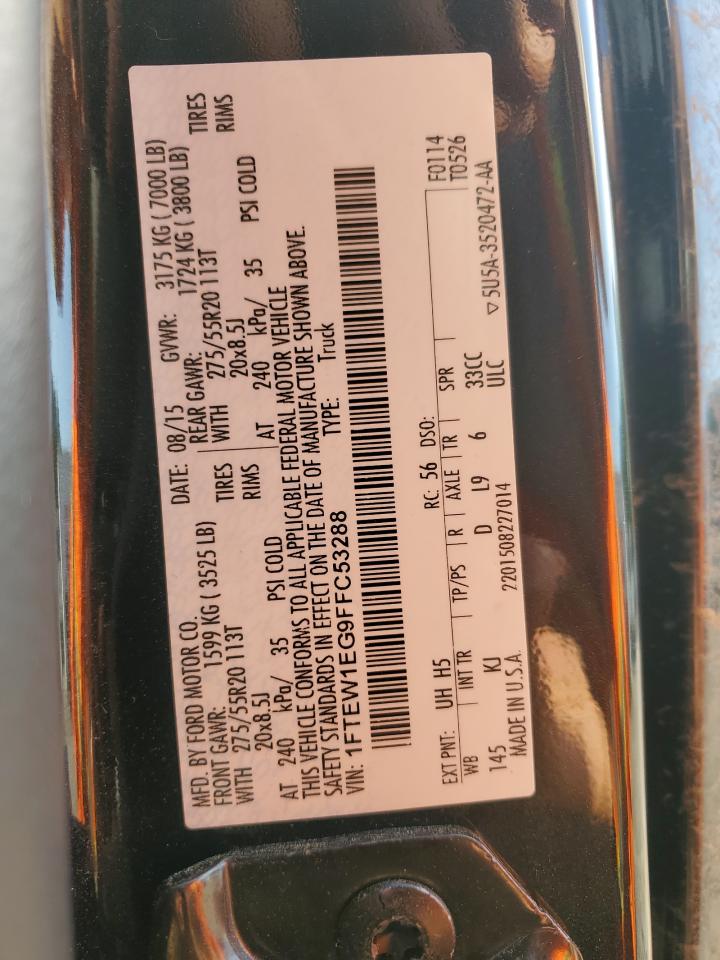 MFD. BY FORD MOTOR CO. DATE: 08/15 GVWR: 3175 KG ( 7000 LB)
FRONT GAWR: 1599 KG ( 3525 LB) REAR GAWR: 1724 KG ( 3800 LB)
WITH 275/55R20 113T TIRES WITH 275/55R20 113T TIRES
20x8.5J RIMS 20x8.5J RIMS
AT 240 kPa/ 35 PSI COLD AT 240 kPa/ 35 PSI COLD
THIS VEHICLE CONFORMS TO ALL APPLICABLE FEDERAL MOTOR VEHICLE
SAFETY STANDARDS IN EFFECT ON THE DATE OF MANUFACTURE SHOWN ABOVE.
VIN: 1FTEW1EG9FFC53288 TYPE: Truck
F0114
EXT PNT: UH H5 RC: 56 DSO: T0526
WB INT TR TP/PS R AXLE TR SPR
145 KJ D L9 6 33CC
MADE IN U.S.A. 2201508227014 ULC ▽5U5A-3520472-AA